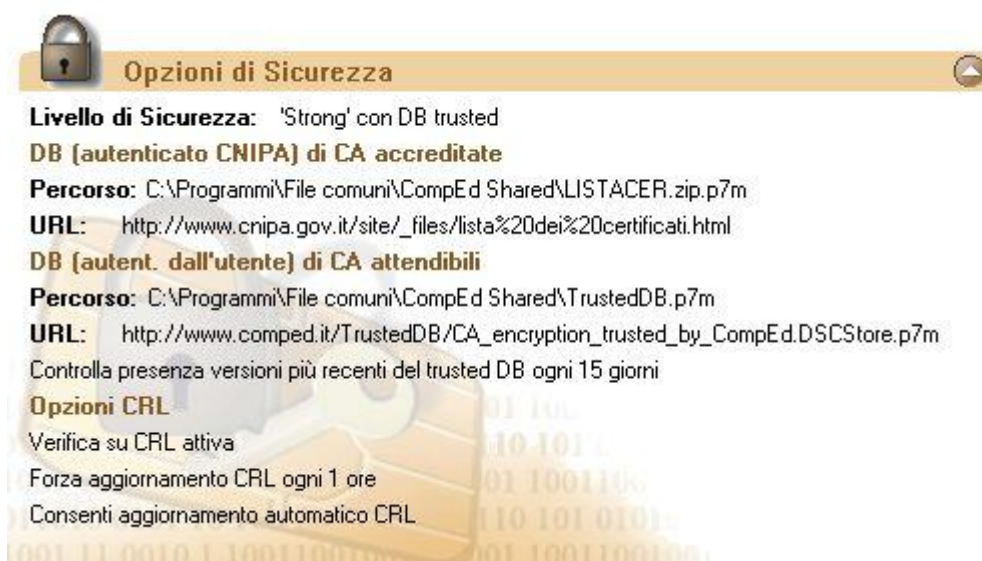 Opzioni di Sicurezza
Livello di Sicurezza: 'Strong' con DB trusted
DB (autenticato CNIPA) di CA accreditate
Percorso: C:\Programmi\File comuni\CompEd Shared\LISTACER.zip.p7m
URL: http://www.cnipa.gov.it/site/_files/lista%20dei%20certificati.html
DB (autent. dall'utente) di CA attendibili
Percorso: C:\Programmi\File comuni\CompEd Shared\TrustedDB.p7m
URL: http://www.comped.it/TrustedDB/CA_encryption_trusted_by_CompEd.DSCStore.p7m
Controlla presenza versioni più recenti del trusted DB ogni 15 giorni
Opzioni CRL
Verifica su CRL attiva
Forza aggiornamento CRL ogni 1 ore
Consenti aggiornamento automatico CRL